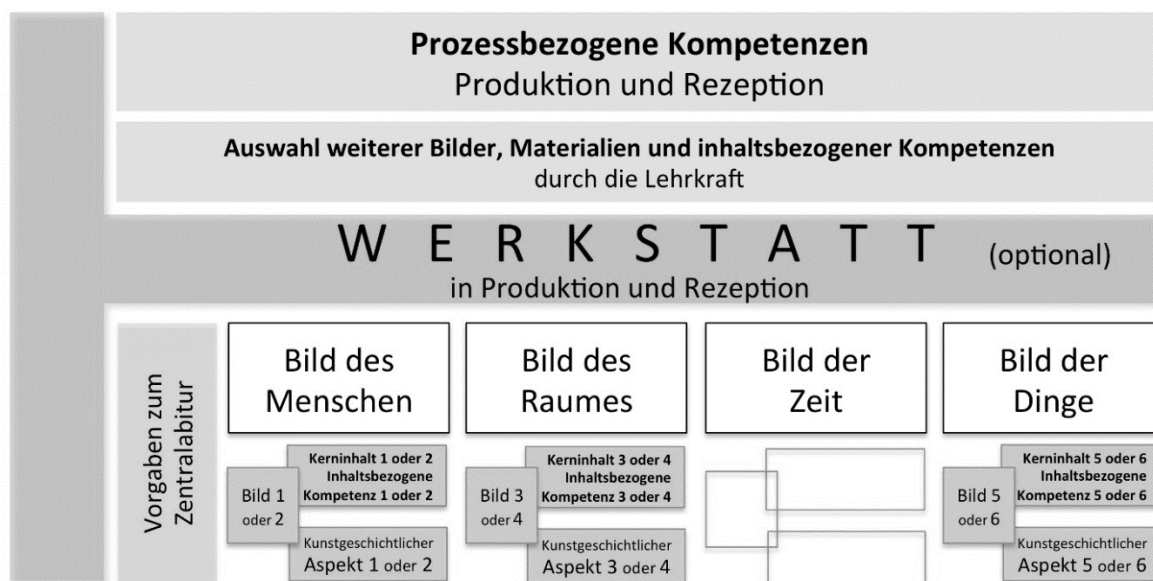 Prozessbezogene Kompetenzen
Produktion und Rezeption
Auswahl weiterer Bilder, Materialien und inhaltsbezogener Kompetenzen
durch die Lehrkraft
WERKSTATT (optional)
in Produktion und Rezeption
Vorgaben zum
Zentralabitur
Bild des
Menschen
Bild 1
oder 2
Kerninhalt 1 oder 2
Inhaltsbezogene
Kompetenz 1 oder 2
Kunstgeschichtlicher
Aspekt 1 oder 2
Bild des
Raumes
Bild 3
oder 4
Kerninhalt 3 oder 4
Inhaltsbezogene
Kompetenz 3 oder 4
Kunstgeschichtlicher
Aspekt 3 oder 4
Bild der
Zeit
Bild der
Dinge
Bild 5
oder 6
Kerninhalt 5 oder 6
Inhaltsbezogene
Kompetenz 5 oder 6
Kunstgeschichtlicher
Aspekt 5 oder 6